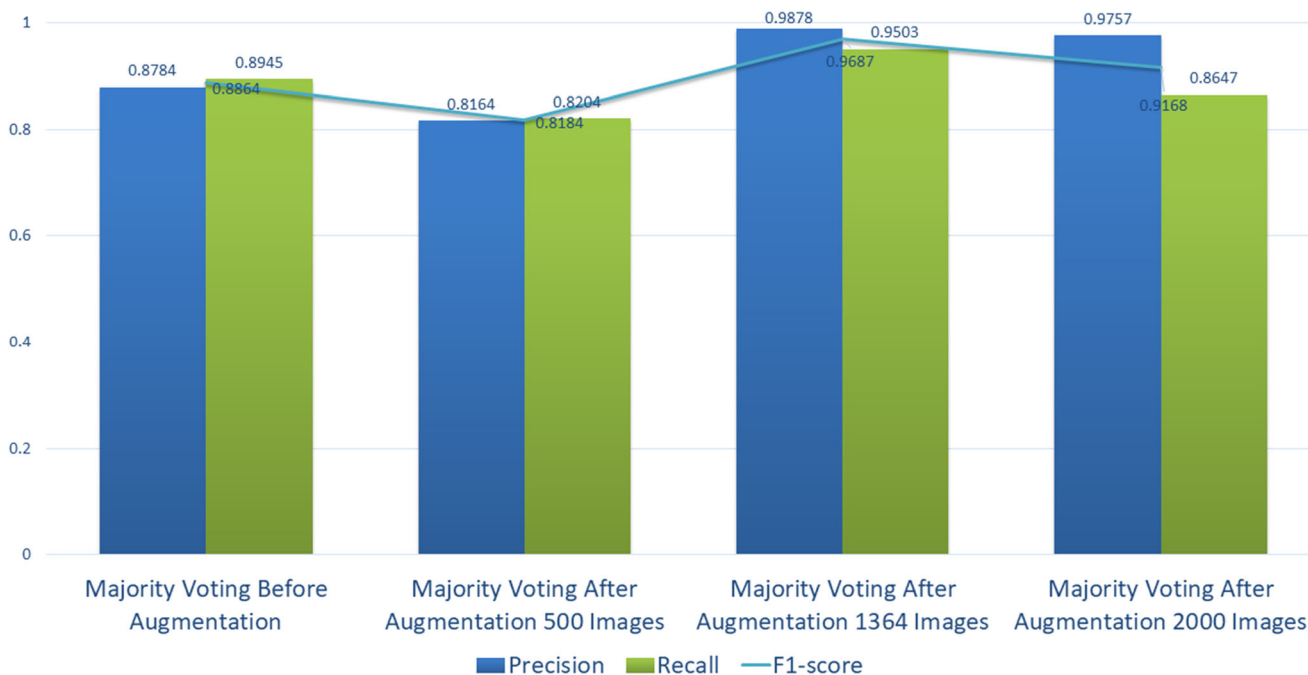 1
0.8
0.6
0.4
0.2
0
0.8784
0.8945
0.8864
0.8164
0.8204
0.8184
0.9878
0.9503
0.9687
0.9757
0.8647
0.9168
Majority Voting Before
Augmentation
Majority Voting After
Augmentation 500 Images
Majority Voting After
Augmentation 1364 Images
Majority Voting After
Augmentation 2000 Images
Precision
Recall
F1-score